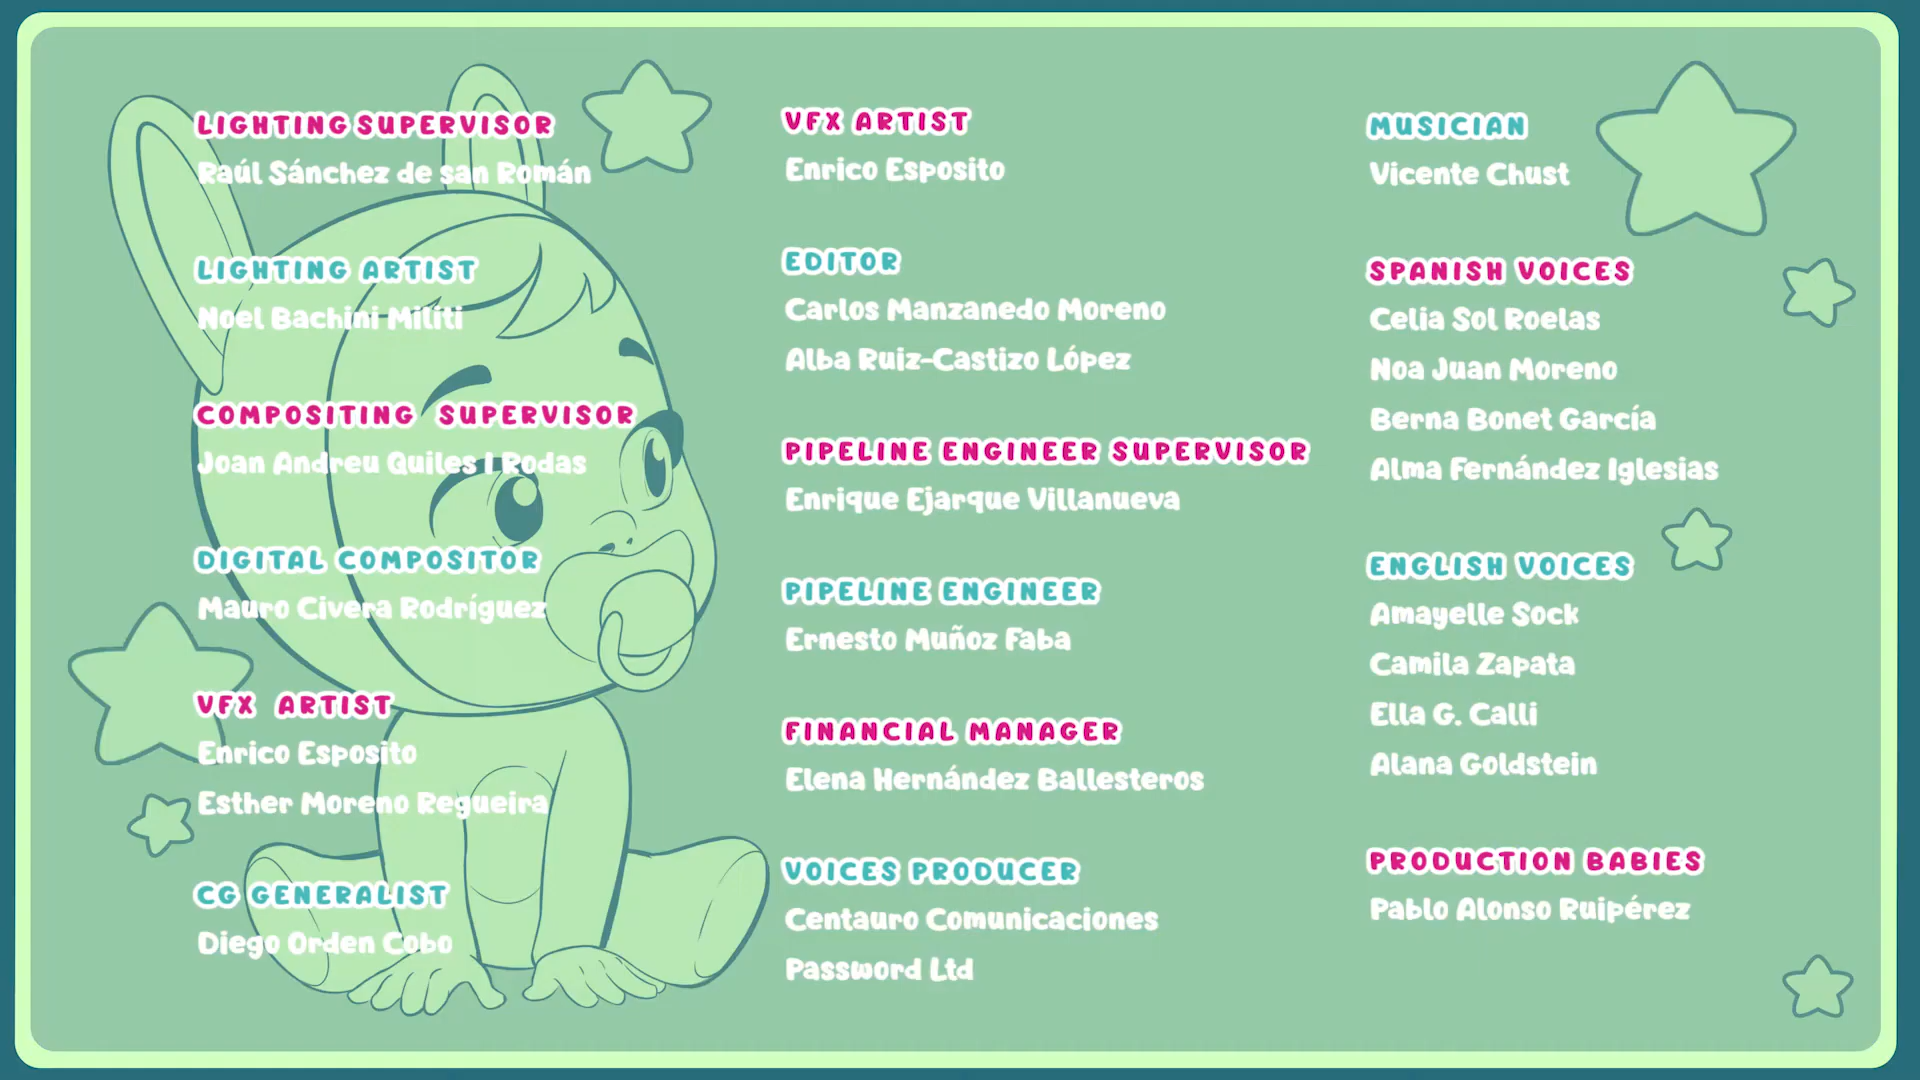 LIGHTING SUPERVISOR
Raúl Sánchez de san Román
LIGHTING ARTIST
Noel Bachini Militi
COMPOSITING SUPERVISOR
Joan Andreu Quiles I Rodas
DIGITAL COMPOSITOR
Mauro Civera Rodríguez
VFX ARTIST
Enrico Esposito
Esther Moreno Regueira
CG GENERALIST
Diego Orden Cobo
VFX ARTIST
Enrico Esposito
EDITOR
Carlos Manzanedo Moreno
Alba Ruiz-Castizo López
PIPELINE ENGINEER SUPERVISOR
Enrique Ejarque Villanueva
PIPELINE ENGINEER
Ernesto Muñoz Faba
FINANCIAL MANAGER
Elena Hernández Ballesteros
VOICES PRODUCER
Centauro Comunicaciones
Password Ltd
MUSICIAN
Vicente Chust
SPANISH VOICES
Celia Sol Roelas
Noa Juan Moreno
Berna Bonet García
Alma Fernández Iglesias
ENGLISH VOICES
Amayelle Sock
Camila Zapata
Ella G. Calli
Alana Goldstein
PRODUCTION BABIES
Pablo Alonso Ruipérez